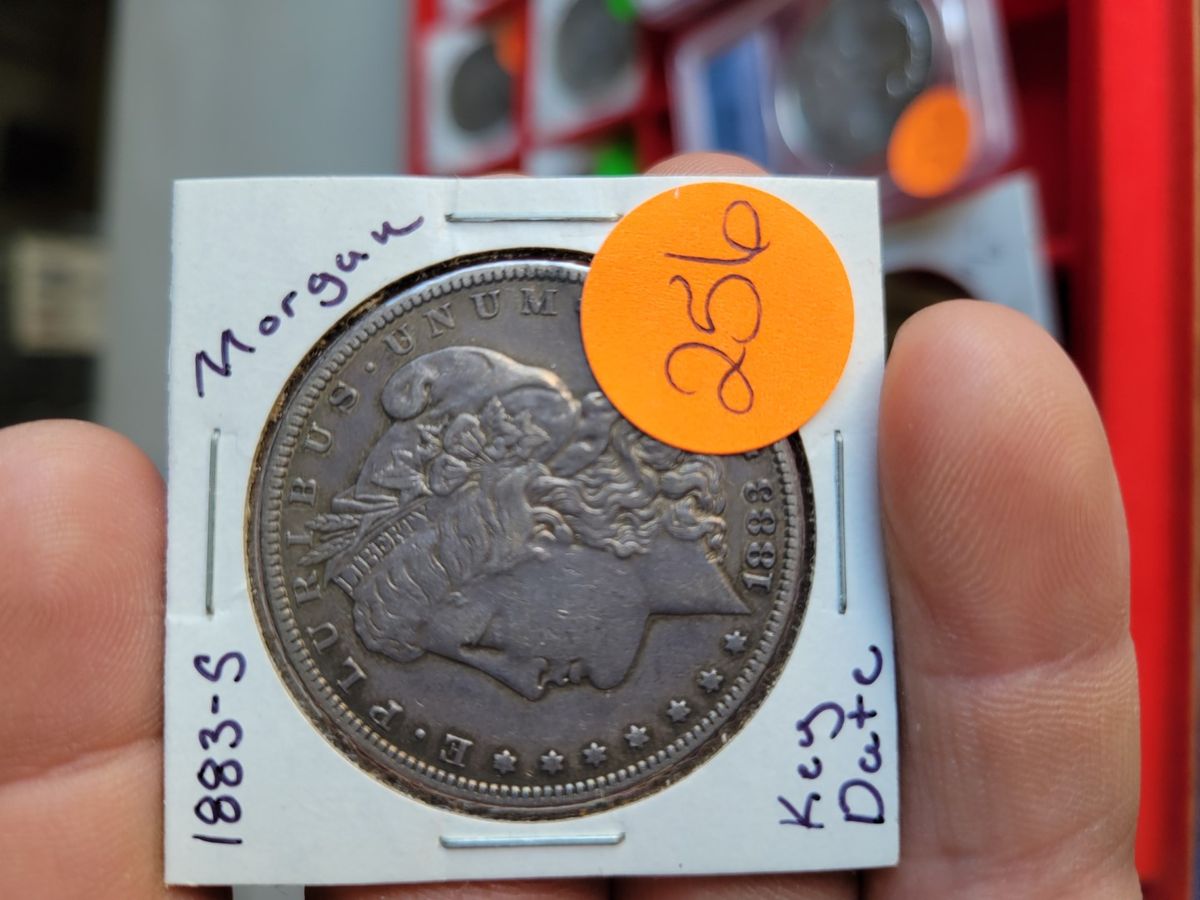 Morgan
256
E · PLURIBUS · UNUM
LIBERTY
1883
1883-S
Key
Date